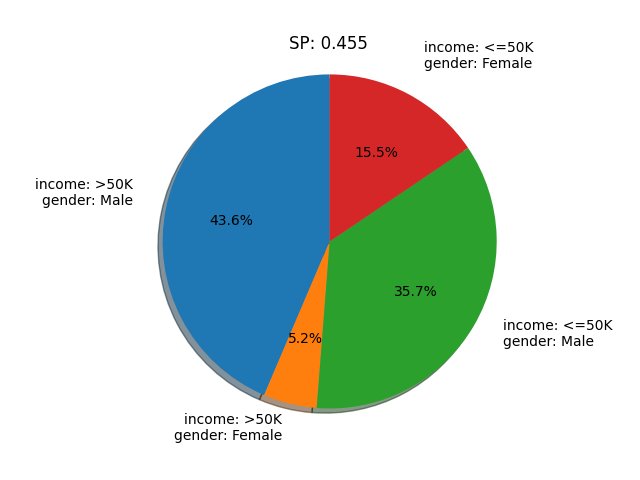 SP: 0.455
income: <=50K
gender: Female
15.5%
income: >50K
gender: Male
43.6%
35.7%
income: <=50K
gender: Male
5.2%
income: >50K
gender: Female